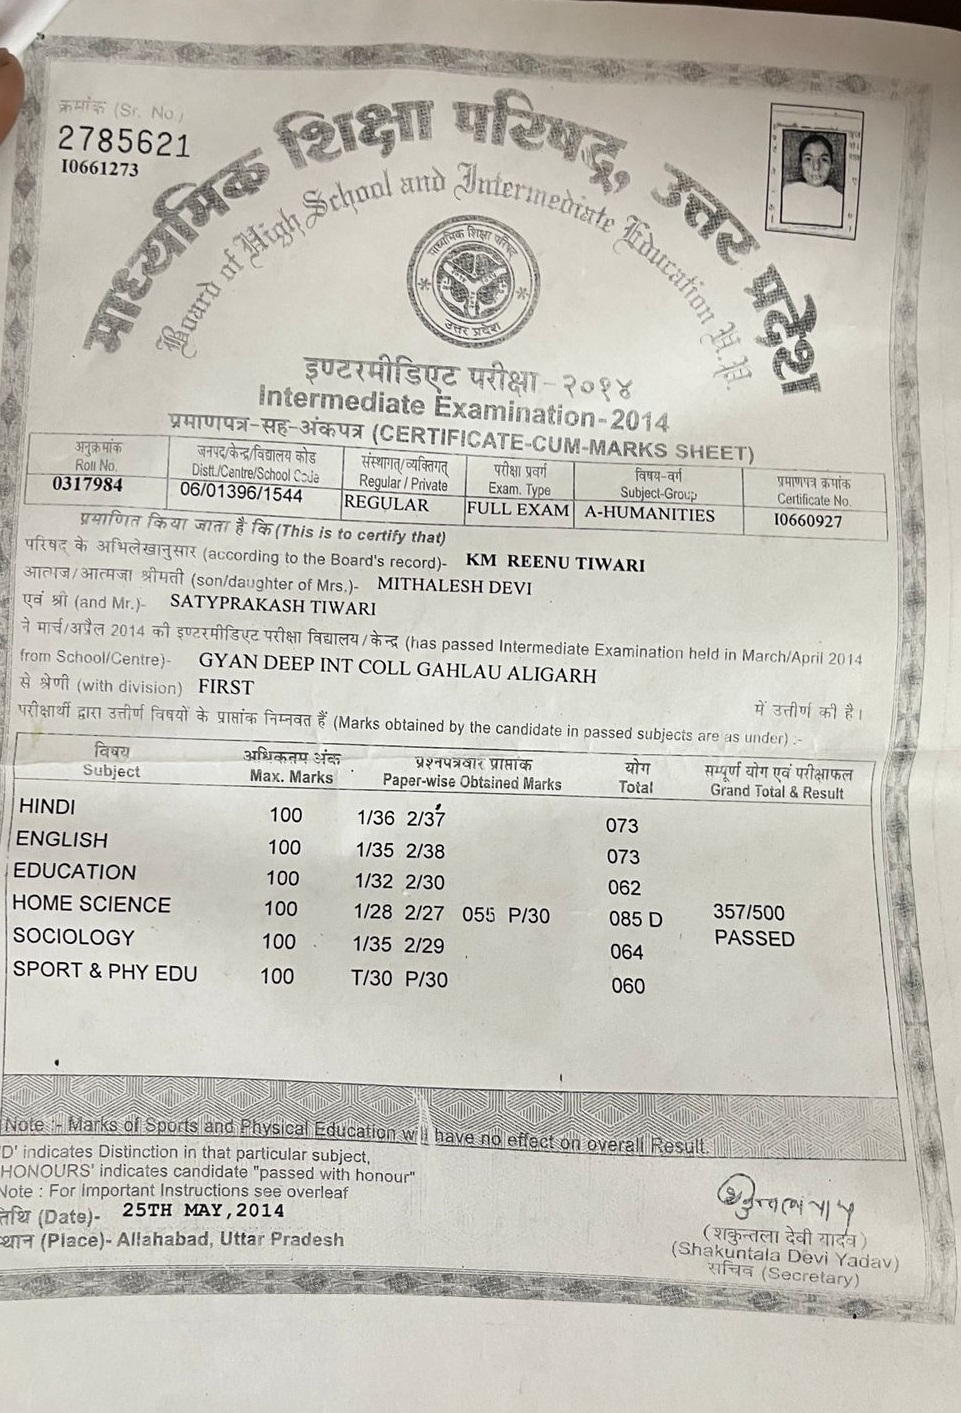 क्रमांक (Sr. No.)
2785621
I0661273
माध्यमिक शिक्षा परिषद्, उत्तर प्रदेश
Board of High School and Intermediate Education U.P.
माध्यमिक शिक्षा परिषद्
उत्तर प्रदेश
इण्टरमीडिएट परीक्षा-२०१४
Intermediate Examination-2014
प्रमाणपत्र-सह-अंकपत्र (CERTIFICATE-CUM-MARKS SHEET)
अनुक्रमांक जनपद/केन्द्र/विद्यालय कोड संस्थागत/व्यक्तिगत परीक्षा प्रवर्ग विषय-वर्ग प्रमाणपत्र क्रमांक
Roll No. Distt./Centre/School Code Regular / Private Exam. Type Subject-Group Certificate No.
0317984 06/01396/1544 REGULAR FULL EXAM A-HUMANITIES I0660927
प्रमाणित किया जाता है कि (This is to certify that)
परिषद के अभिलेखानुसार (according to the Board's record)- KM REENU TIWARI
आत्मज/आत्मजा श्रीमती (son/daughter of Mrs.)- MITHALESH DEVI
एवं श्री (and Mr.)- SATYPRAKASH TIWARI
ने मार्च/अप्रैल 2014 की इण्टरमीडिएट परीक्षा विद्यालय/केन्द्र (has passed Intermediate Examination held in March/April 2014
from School/Centre)- GYAN DEEP INT COLL GAHLAU ALIGARH
से श्रेणी (with division) FIRST में उत्तीर्ण की है।
परीक्षार्थी द्वारा उत्तीर्ण विषयों के प्राप्तांक निम्नवत हैं (Marks obtained by the candidate in passed subjects are as under) :-
विषय अधिकतम अंक प्रश्नपत्रवार प्राप्तांक योग सम्पूर्ण योग एवं परीक्षाफल
Subject Max. Marks Paper-wise Obtained Marks Total Grand Total & Result
HINDI 100 1/36 2/37 073
ENGLISH 100 1/35 2/38 073
EDUCATION 100 1/32 2/30 062
HOME SCIENCE 100 1/28 2/27 055 P/30 085 D 357/500
SOCIOLOGY 100 1/35 2/29 064 PASSED
SPORT & PHY EDU 100 T/30 P/30 060
Note :- Marks of Sports and Physical Education will have no effect on overall Result.
'D' indicates Distinction in that particular subject,
HONOURS' indicates candidate "passed with honour"
Note : For Important Instructions see overleaf
तिथि (Date)- 25TH MAY,2014
स्थान (Place)- Allahabad, Uttar Pradesh
(शकुन्तला देवी यादव)
(Shakuntala Devi Yadav)
सचिव (Secretary)